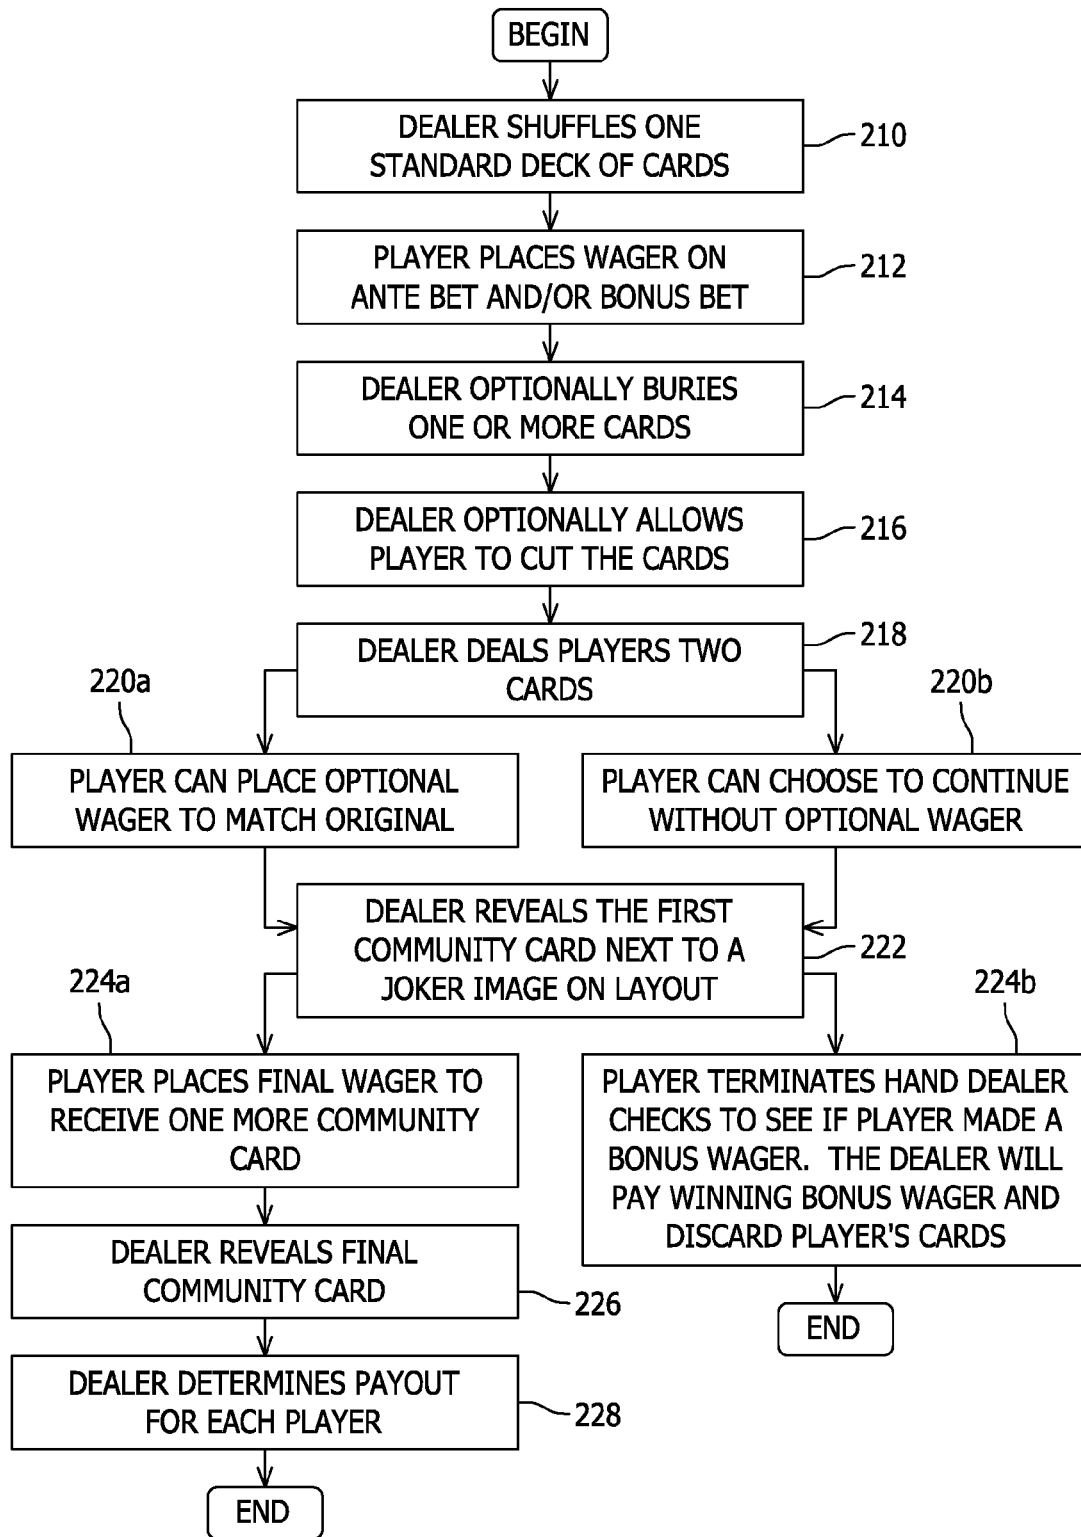 BEGIN
DEALER SHUFFLES ONE
STANDARD DECK OF CARDS
210
PLAYER PLACES WAGER ON
ANTE BET AND/OR BONUS BET
212
DEALER OPTIONALLY BURIES
ONE OR MORE CARDS
214
DEALER OPTIONALLY ALLOWS
PLAYER TO CUT THE CARDS
216
DEALER DEALS PLAYERS TWO
CARDS
218
220a
PLAYER CAN PLACE OPTIONAL
WAGER TO MATCH ORIGINAL
220b
PLAYER CAN CHOOSE TO CONTINUE
WITHOUT OPTIONAL WAGER
DEALER REVEALS THE FIRST
COMMUNITY CARD NEXT TO A
JOKER IMAGE ON LAYOUT
222
224a
PLAYER PLACES FINAL WAGER TO
RECEIVE ONE MORE COMMUNITY
CARD
224b
PLAYER TERMINATES HAND DEALER
CHECKS TO SEE IF PLAYER MADE A
BONUS WAGER.  THE DEALER WILL
PAY WINNING BONUS WAGER AND
DISCARD PLAYER'S CARDS
DEALER REVEALS FINAL
COMMUNITY CARD
226
END
DEALER DETERMINES PAYOUT
FOR EACH PLAYER
228
END